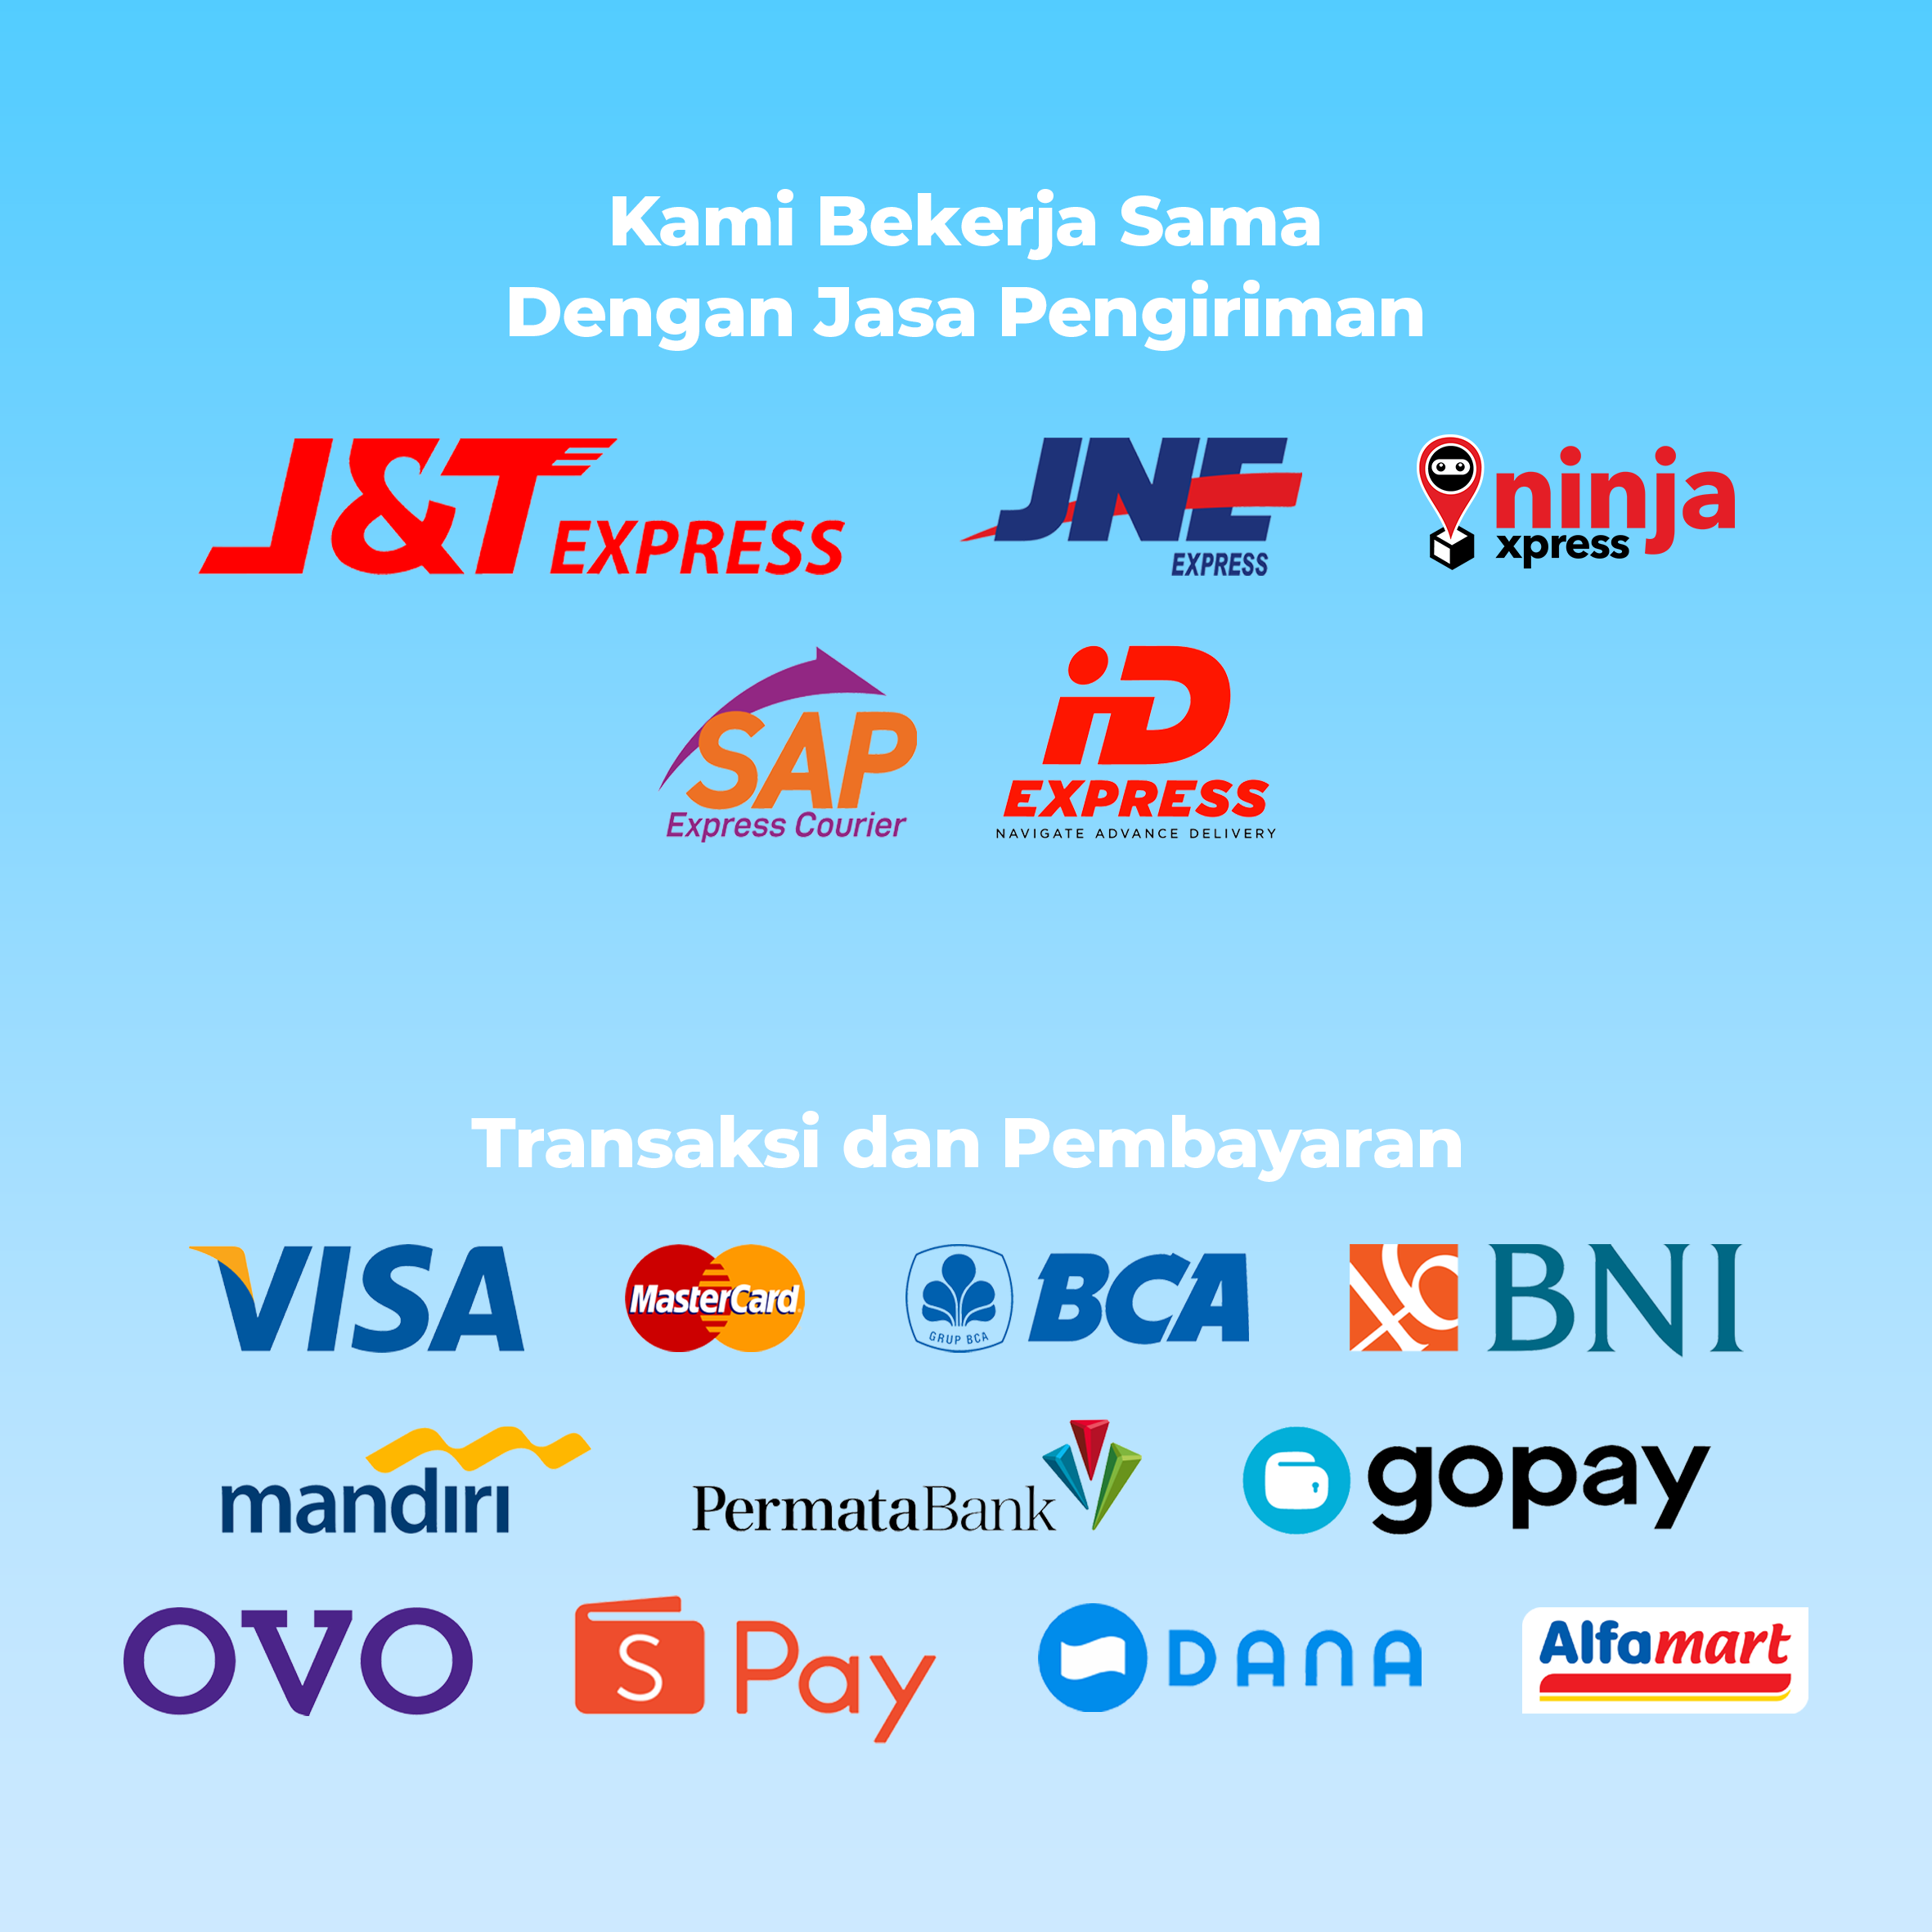 Kami Bekerja Sama
Dengan Jasa Pengiriman
J&T EXPRESS
JNE
EXPRESS
ninja
xpress
SAP
Express Courier
iD
EXPRESS
NAVIGATE ADVANCE DELIVERY
Transaksi dan Pembayaran
VISA
MasterCard
GRUP BCA
BCA
BNI
mandiri
PermataBank
gopay
OVO
S Pay
DANA
Alfamart